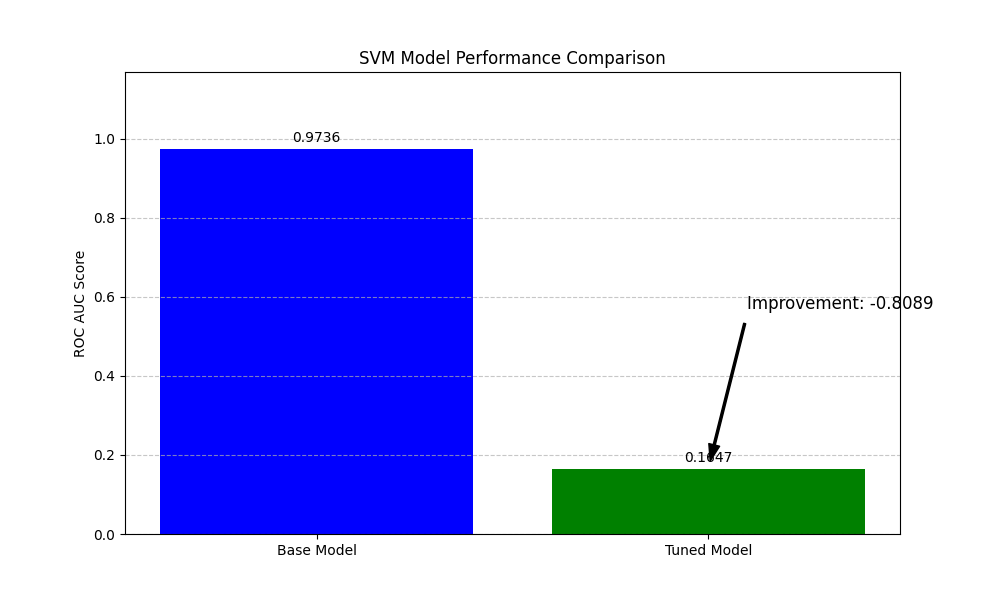 SVM Model Performance Comparison
ROC AUC Score
1.0
0.8
0.6
0.4
0.2
0.0
0.9736
Improvement: -0.8089
0.1647
Base Model
Tuned Model